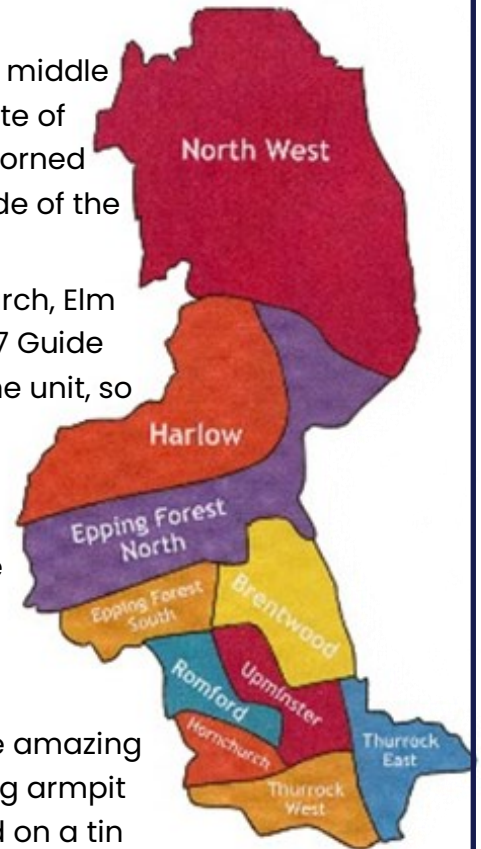 middle
te of
orned
de of the
rch, Elm
7 Guide
ne unit, so
e
e amazing
g armpit
d on a tin
North West
Harlow
Epping Forest
North
Epping Forest
South
Brentwood
Romford
Upminster
Hornchurch
Thurrock
East
Thurrock
West